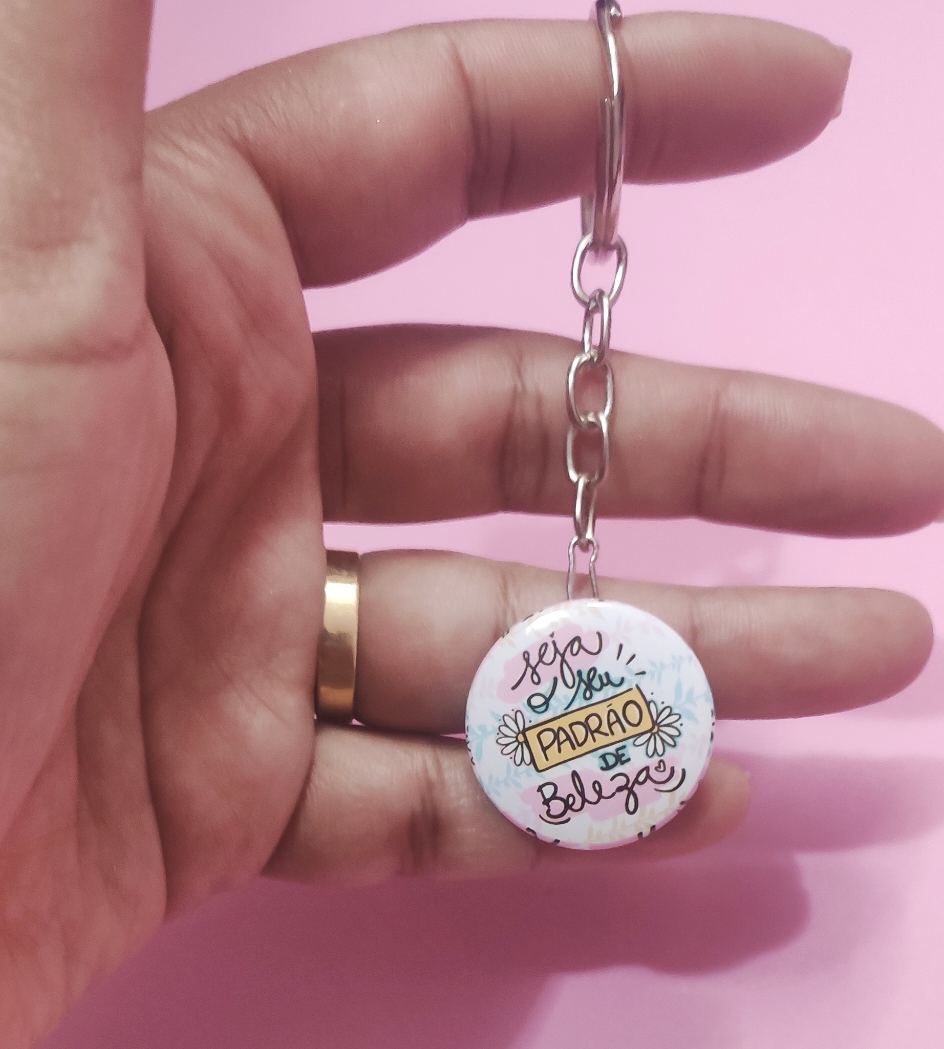 seja
o seu
PADRÃO
DE
Beleza